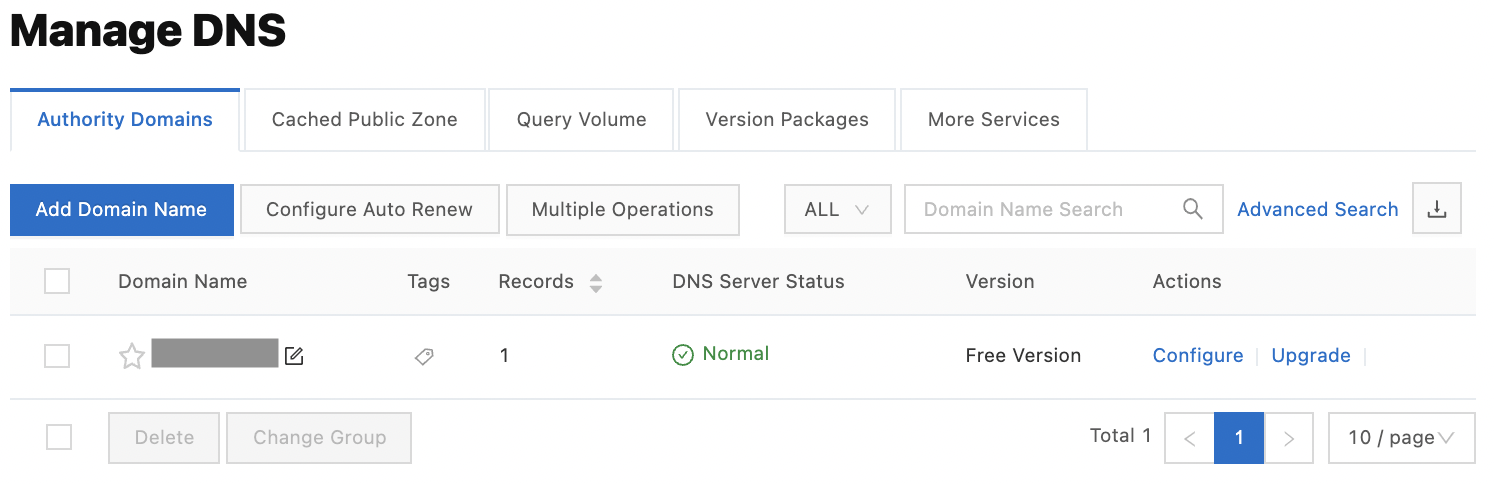 Manage DNS
Authority Domains Cached Public Zone Query Volume Version Packages More Services
Add Domain Name Configure Auto Renew Multiple Operations ALL Domain Name Search Advanced Search
Domain Name Tags Records DNS Server Status Version Actions
1 Normal Free Version Configure Upgrade
Delete Change Group Total 1 < 1 > 10 / page